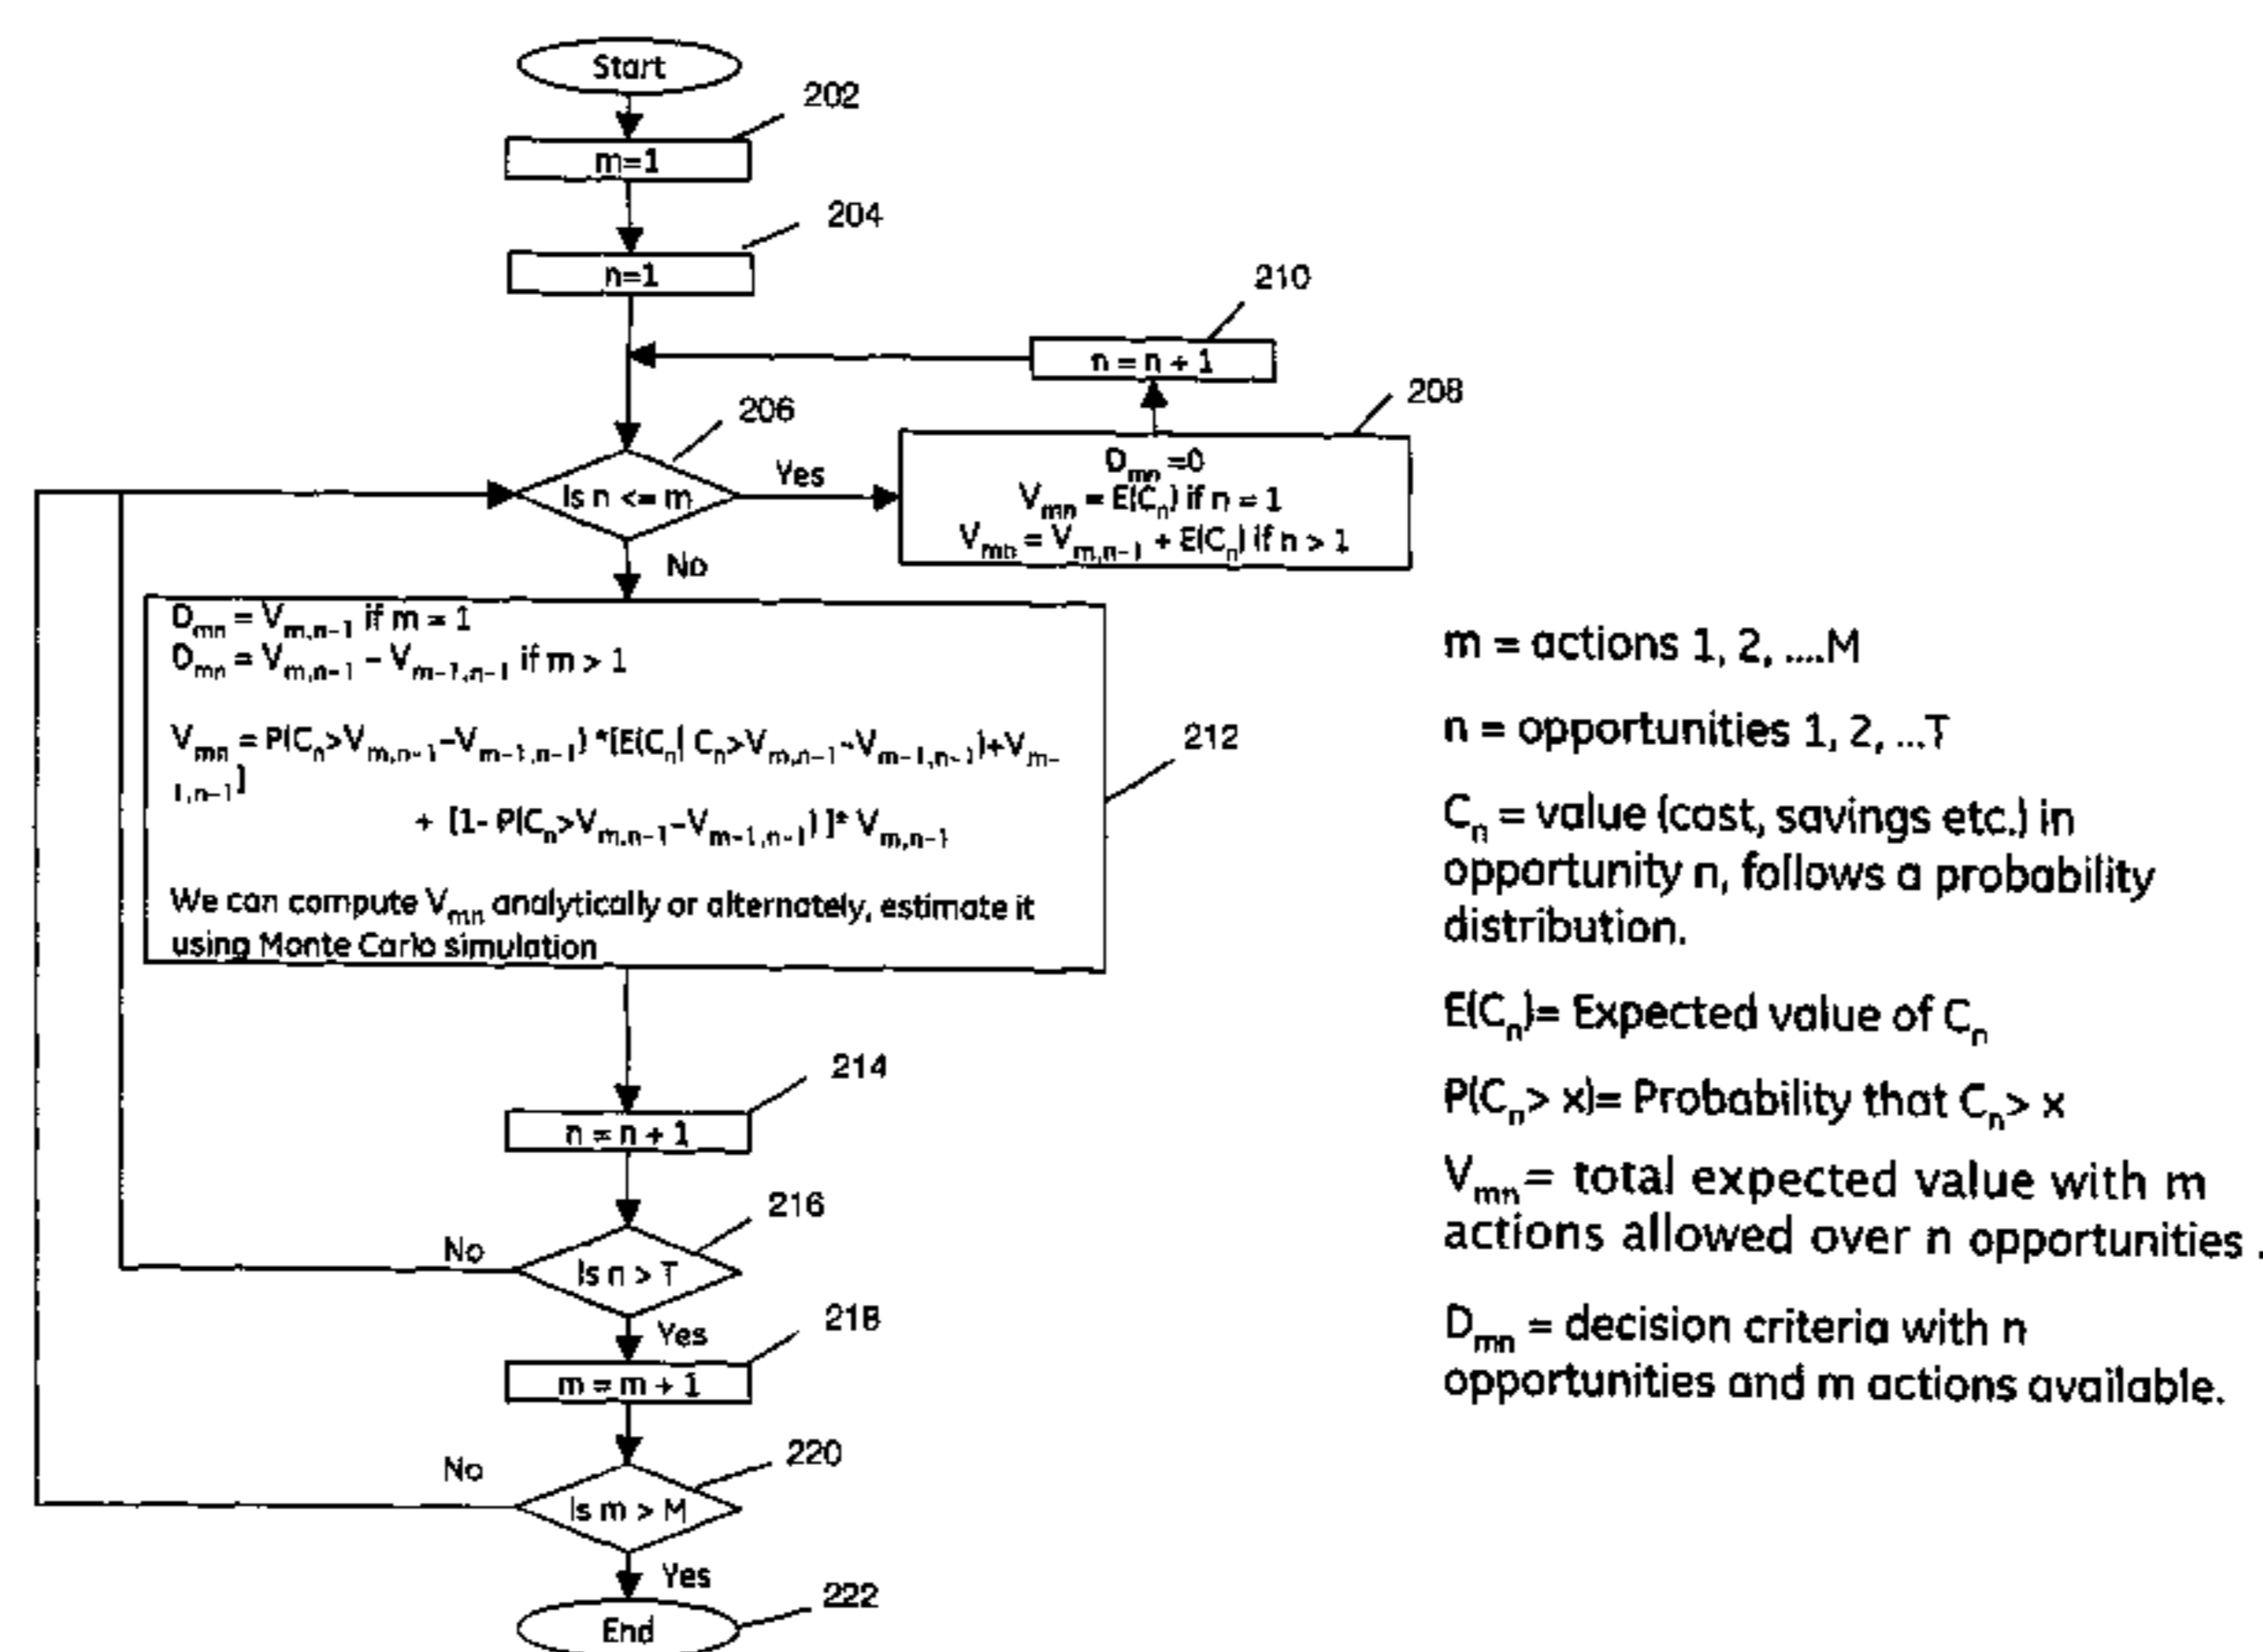 Start
202
m=1
204
n=1
210
n = n + 1
208
206
Is n <= m
Yes
D_mn =0
V_mn = E(C_n) if n = 1
V_mn = V_m,n-1 + E(C_n) if n > 1
No
D_mn = V_m,n-1 if m = 1
D_mn = V_m,n-1 - V_m-1,n-1 if m > 1
V_mn = P(C_n>V_m,n-1-V_m-1,n-1) *[E(C_n| C_n>V_m,n-1-V_m-1,n-1)+V_m-
1,n-1]
+ [1- P(C_n>V_m,n-1-V_m-1,n-1) ]* V_m,n-1
We can compute V_mn analytically or alternately, estimate it
using Monte Carlo simulation
212
214
n = n + 1
216
No
Is n > T
Yes
218
m = m + 1
220
No
Is m > M
Yes
222
End
m = actions 1, 2, ....M
n = opportunities 1, 2, ...T
C_n = value (cost, savings etc.) in
opportunity n, follows a probability
distribution.
E(C_n)= Expected value of C_n
P(C_n> x)= Probability that C_n> x
V_mn= total expected value with m
actions allowed over n opportunities .
D_mn = decision criteria with n
opportunities and m actions available.